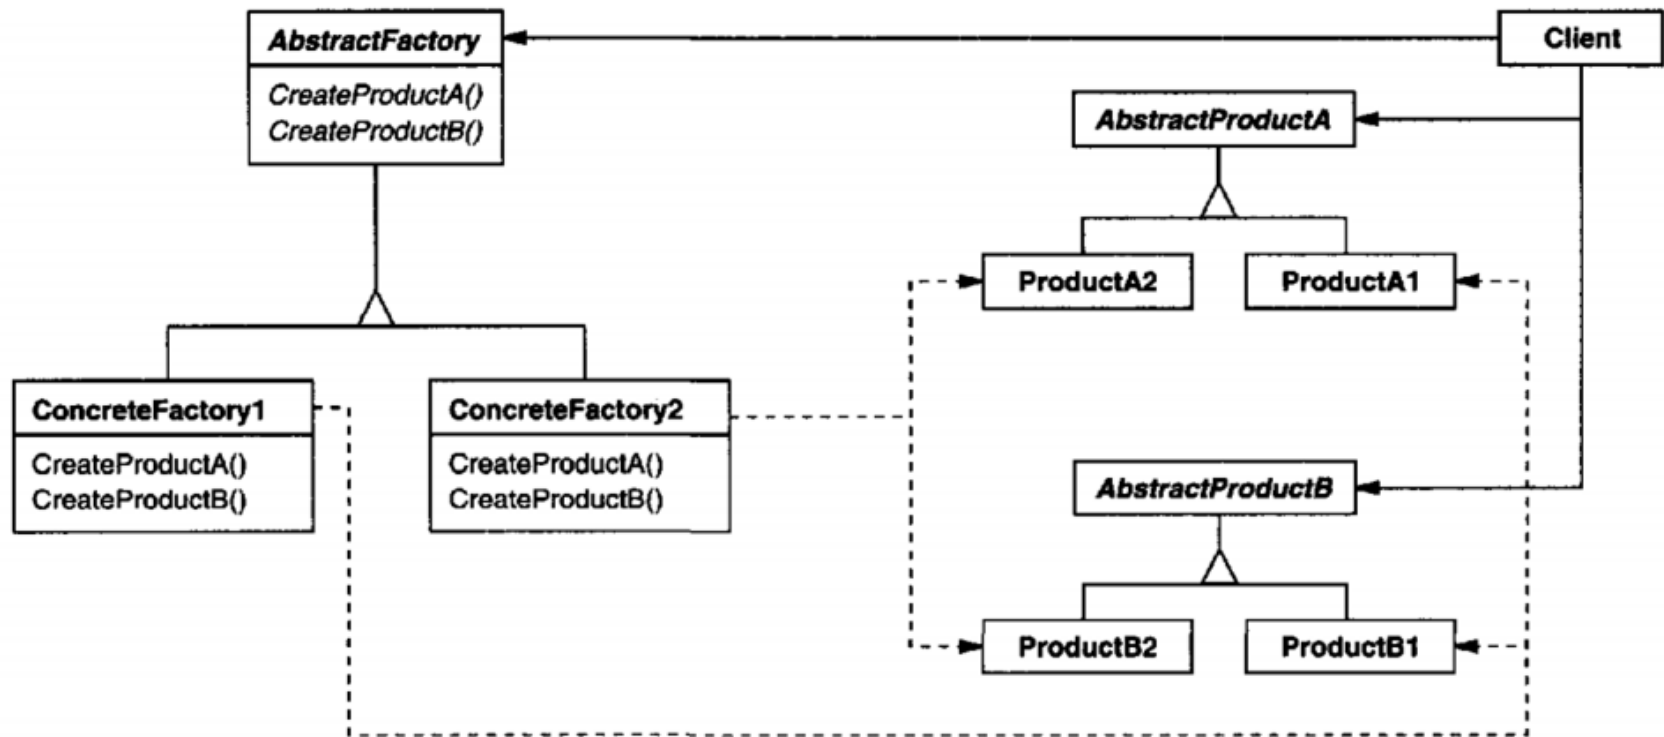 AbstractFactory
CreateProductA()
CreateProductB()
Client
AbstractProductA
ProductA2
ProductA1
ConcreteFactory1
CreateProductA()
CreateProductB()
ConcreteFactory2
CreateProductA()
CreateProductB()
AbstractProductB
ProductB2
ProductB1